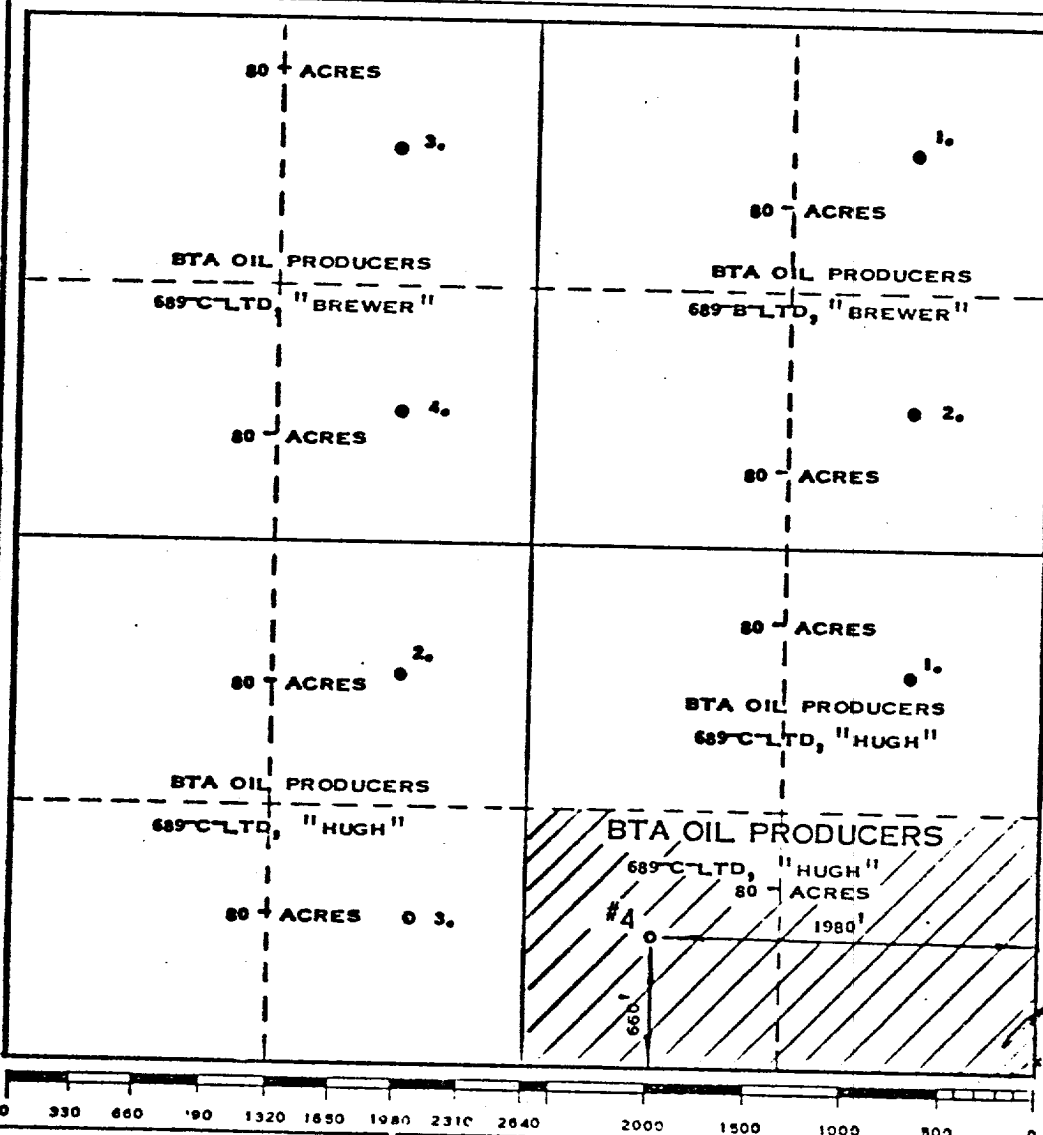 80 ACRES
3.
1.
80 ACRES
BTA OIL PRODUCERS
689-C-LTD, "BREWER"
BTA OIL PRODUCERS
689-B-LTD, "BREWER"
4.
80 ACRES
2.
80 ACRES
80 ACRES
2.
80 ACRES
1.
BTA OIL PRODUCERS
689-C-LTD, "HUGH"
BTA OIL PRODUCERS
689-C-LTD, "HUGH"
BTA OIL PRODUCERS
689-C-LTD, "HUGH"
80 ACRES
80 ACRES
3.
#4
1980'
660'
0 330 660 '90 1320 1650 1980 2310 2640 2000 1500 1000 500 0